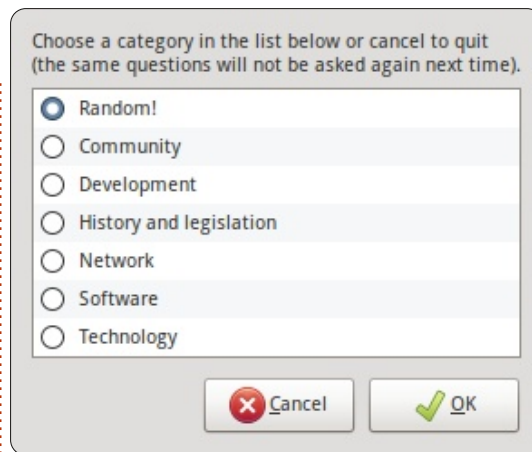 Choose a category in the list below or cancel to quit
(the same questions will not be asked again next time).
Random!
Community
Development
History and legislation
Network
Software
Technology
Cancel
OK